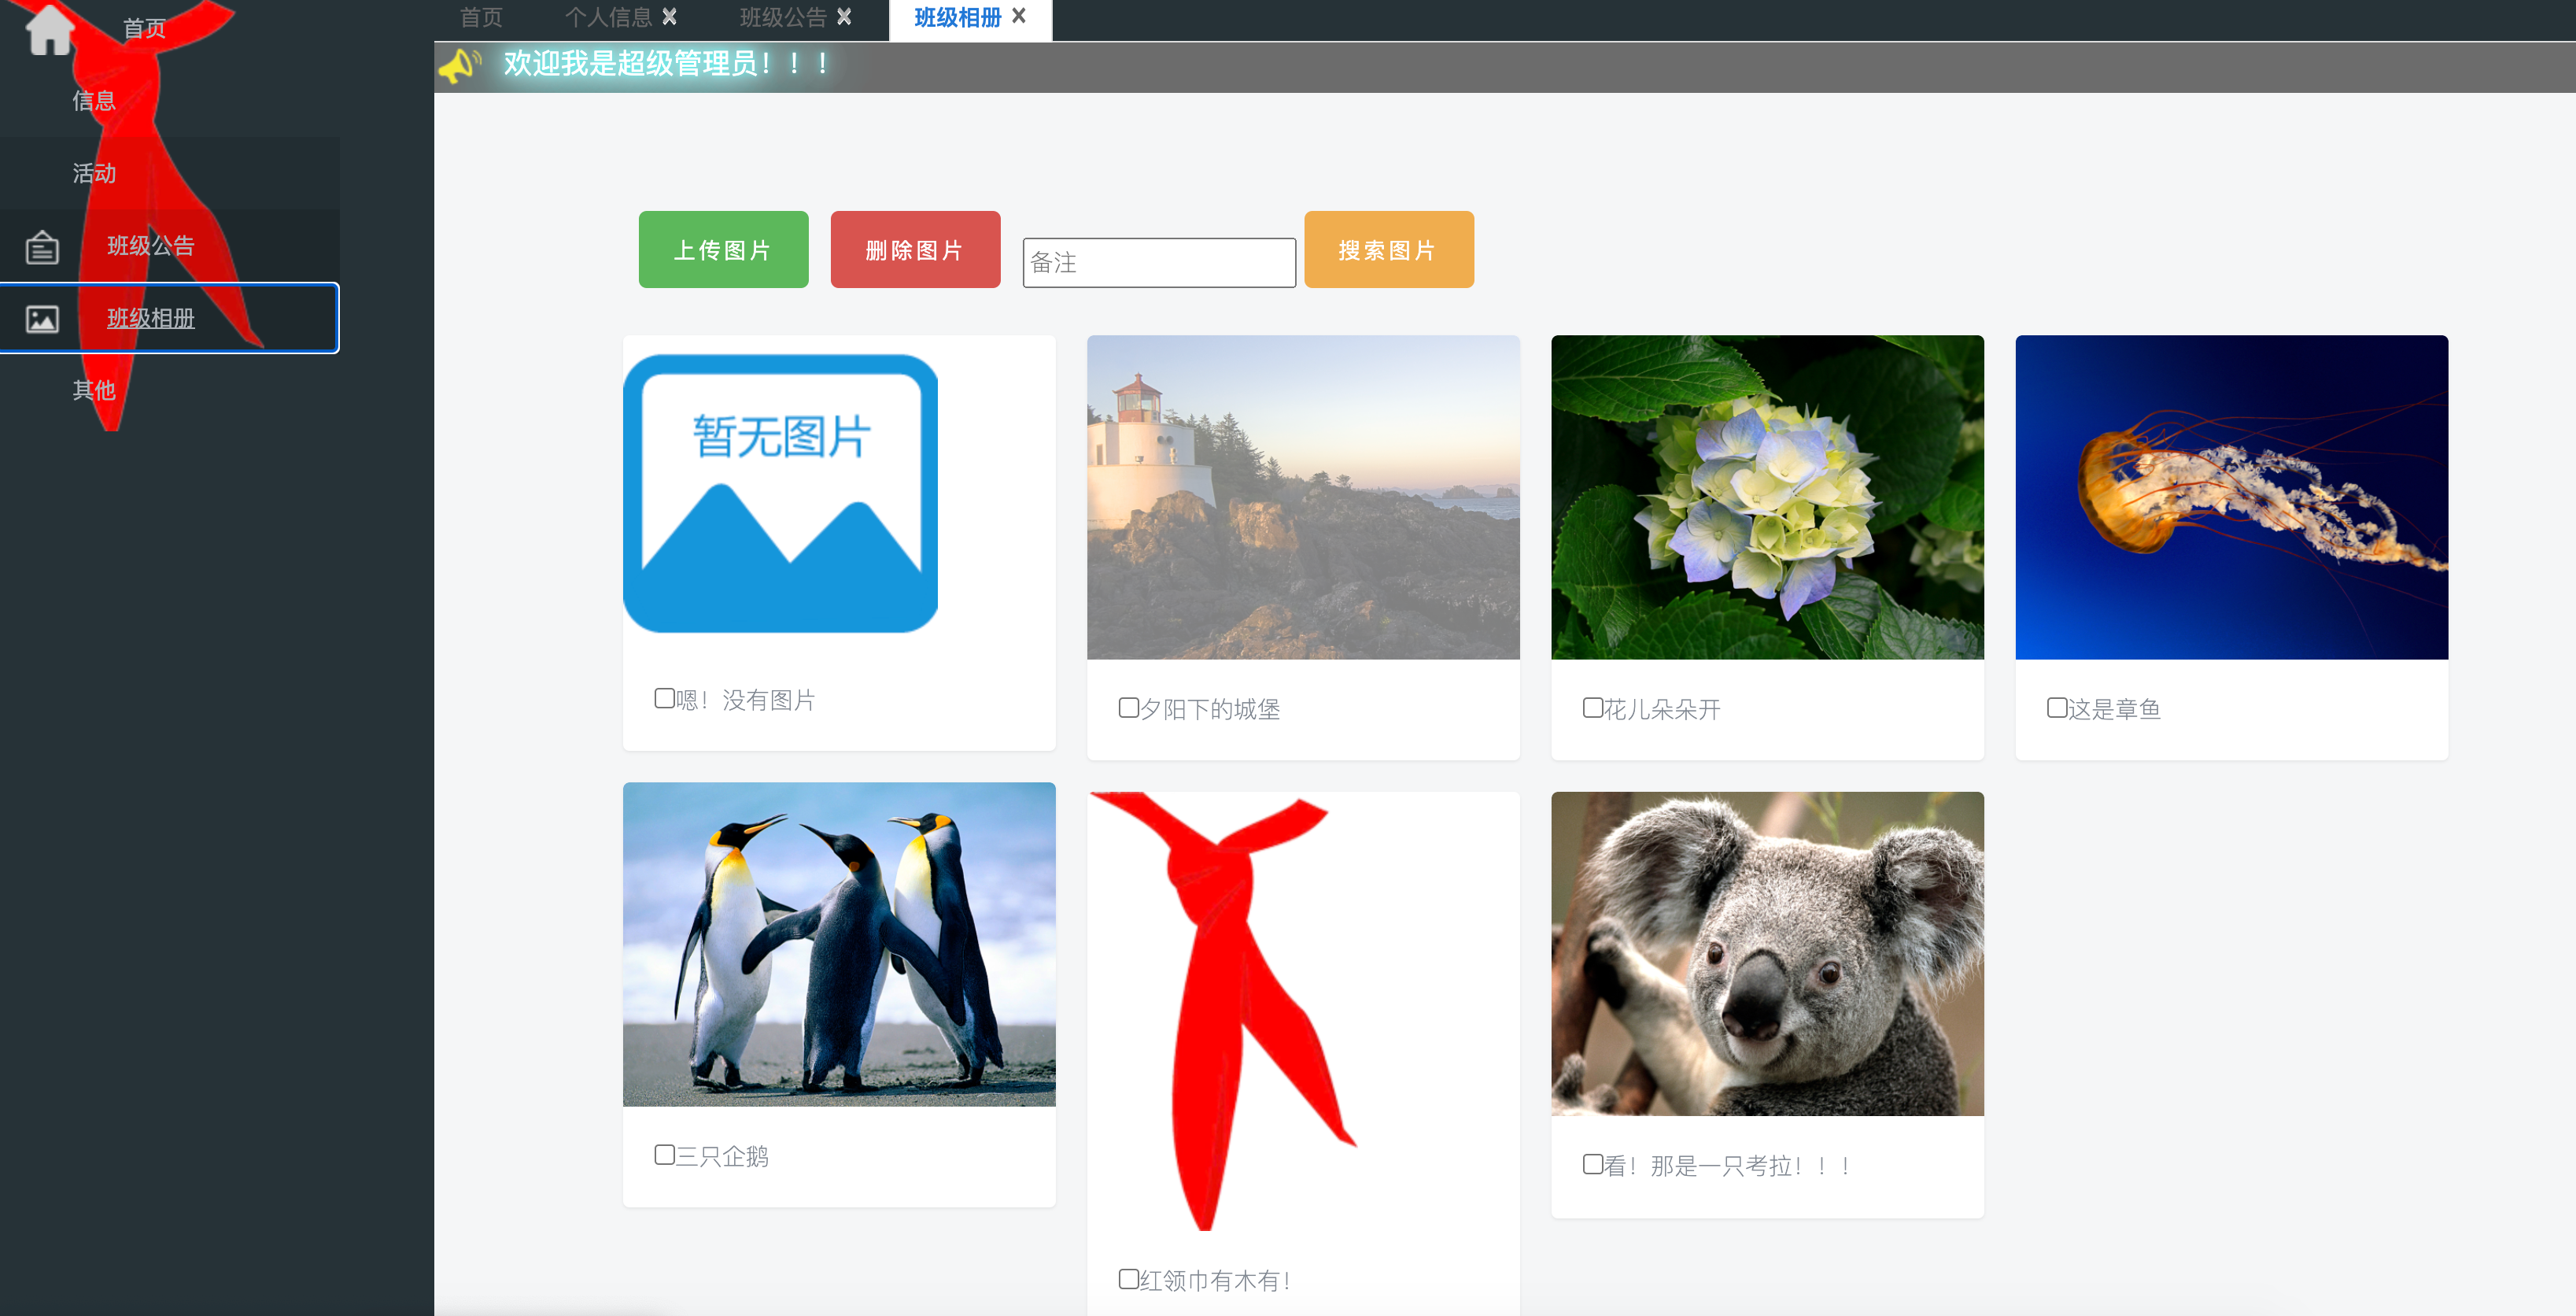 首页
信息
活动
班级公告
班级相册
其他
首页 个人信息 班级公告 班级相册
欢迎我是超级管理员！！！
上传图片 删除图片 备注 搜索图片
暂无图片
嗯！没有图片
夕阳下的城堡
花儿朵朵开
这是章鱼
三只企鹅
红领巾有木有！
看！那是一只考拉！！！